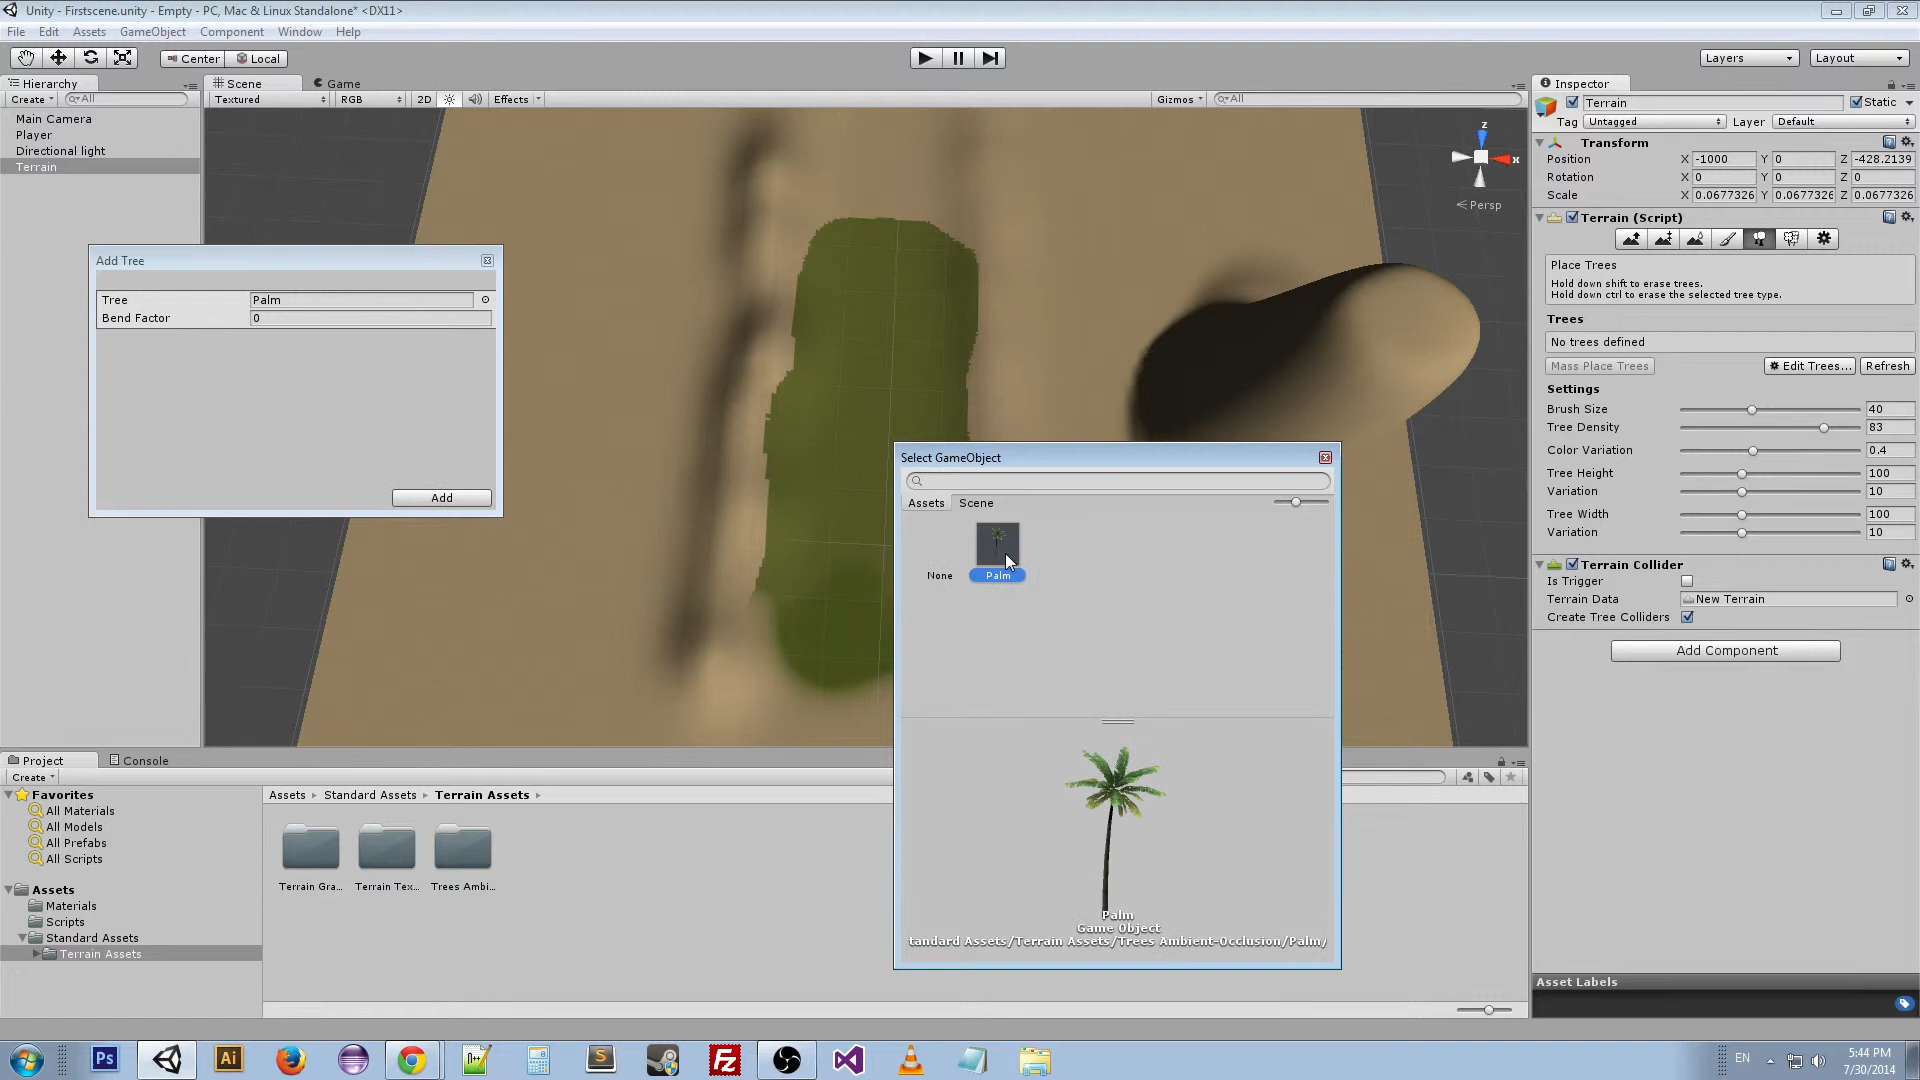 Unity - Firstscene.unity - Empty - PC, Mac & Linux Standalone* <DX11>
File Edit Assets GameObject Component Window Help
Center Local Layers Layout
Hierarchy
Create All
Main Camera
Player
Directional light
Terrain
Scene Game
Textured RGB 2D Effects Gizmos All
z
x
Persp
Add Tree
Tree Palm
Bend Factor 0
Add
Select GameObject
Assets Scene
None Palm
Palm
Game Object
tandard Assets/Terrain Assets/Trees Ambient-Occlusion/Palm/
Inspector
Terrain Static
Tag Untagged Layer Default
Transform
Position X -1000 Y 0 Z -428.2139
Rotation X 0 Y 0 Z 0
Scale X 0.0677326 Y 0.0677326 Z 0.0677326
Terrain (Script)
Place Trees
Hold down shift to erase trees.
Hold down ctrl to erase the selected tree type.
Trees
No trees defined
Mass Place Trees Edit Trees... Refresh
Settings
Brush Size 40
Tree Density 83
Color Variation 0.4
Tree Height 100
Variation 10
Tree Width 100
Variation 10
Terrain Collider
Is Trigger
Terrain Data New Terrain
Create Tree Colliders
Add Component
Asset Labels
Project Console
Create
Favorites
All Materials
All Models
All Prefabs
All Scripts
Assets
Materials
Scripts
Standard Assets
Terrain Assets
Assets Standard Assets Terrain Assets
Terrain Gra... Terrain Tex... Trees Ambi...
Ps Ai S Fz
EN
5:44 PM
7/30/2014